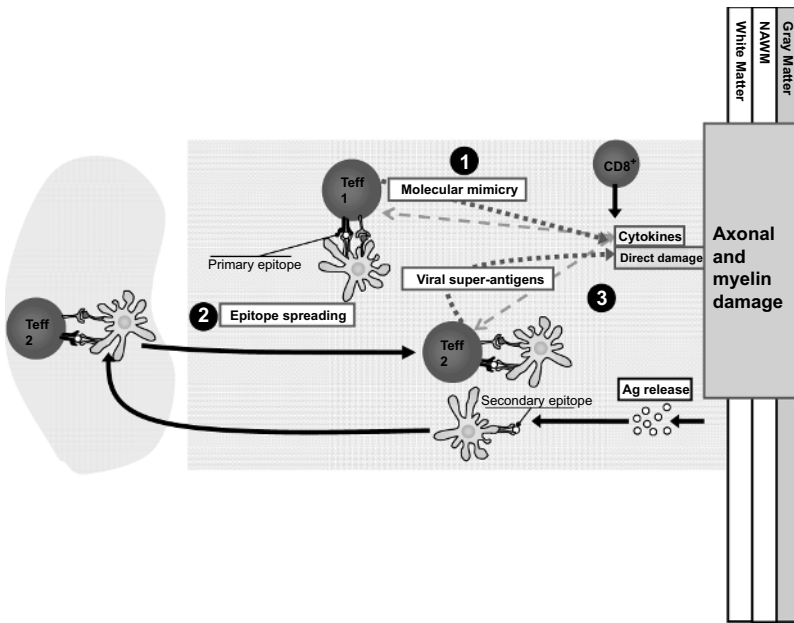 White Matter
NAWM
Gray Matter
1
CD8+
Teff
1
Molecular mimicry
Primary epitope
Cytokines
Direct damage
Axonal
and
myelin
damage
Viral super-antigens
3
2
Epitope spreading
Teff
2
Teff
2
Secondary epitope
Ag release